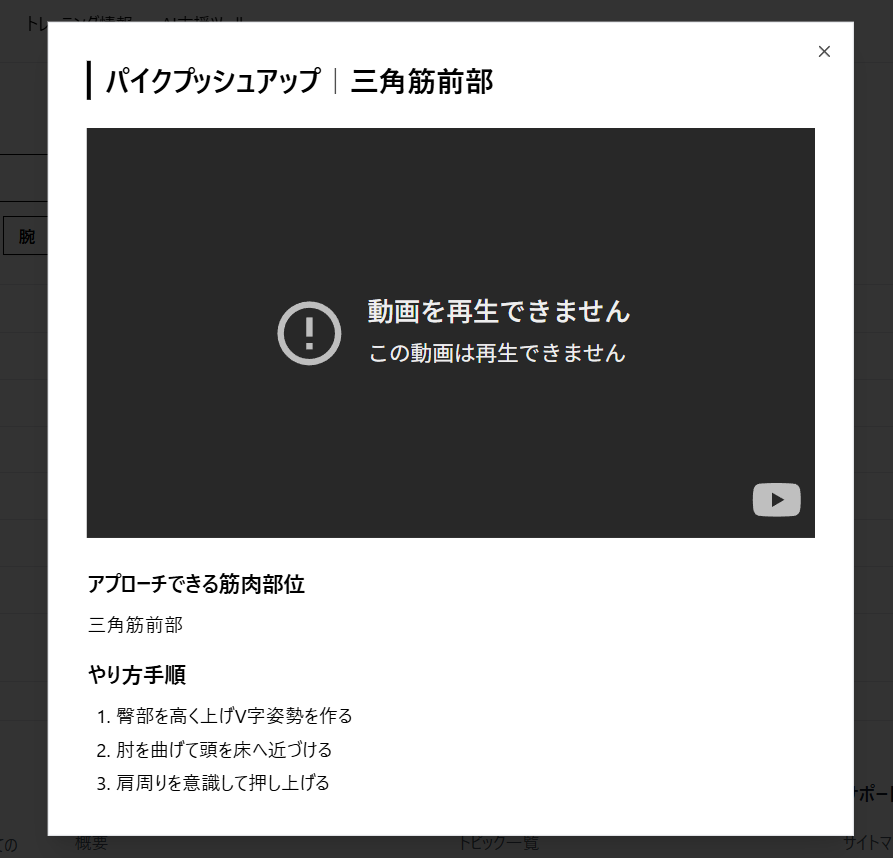 腕
パイクプッシュアップ｜三角筋前部
動画を再生できません
この動画は再生できません
アプローチできる筋肉部位
三角筋前部
やり方手順
1. 臀部を高く上げV字姿勢を作る
2. 肘を曲げて頭を床へ近づける
3. 肩周りを意識して押し上げる
概要
トピック一覧